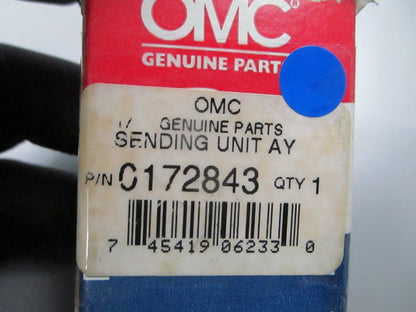 OMC®
GENUINE PARTS
OMC
GENUINE PARTS
SENDING UNIT AY
P/N 0172843 QTY 1
7 45419 06233 0